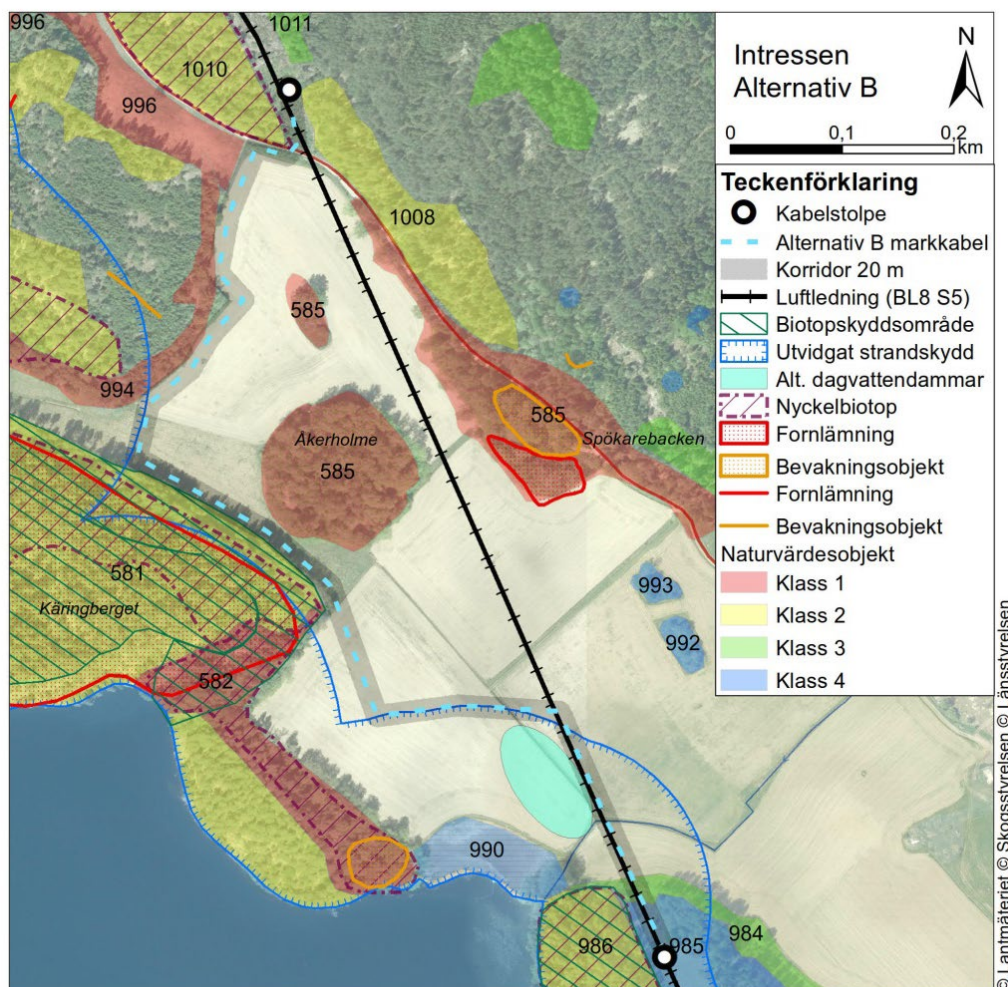 996
1011
1010
996
1008
585
994
Åkerholme
585
585
Spökarebacken
581
Käringberget
993
992
582
990
986
985
984
Intressen
Alternativ B
N
0 0,1 0,2
km
Teckenförklaring
Kabelstolpe
Alternativ B markkabel
Korridor 20 m
Luftledning (BL8 S5)
Biotopskyddsområde
Utvidgat strandskydd
Alt. dagvattendammar
Nyckelbiotop
Fornlämning
Bevakningsobjekt
Fornlämning
Bevakningsobjekt
Naturvärdesobjekt
Klass 1
Klass 2
Klass 3
Klass 4
© Lantmäteriet © Skogsstyrelsen © Länsstyrelsen